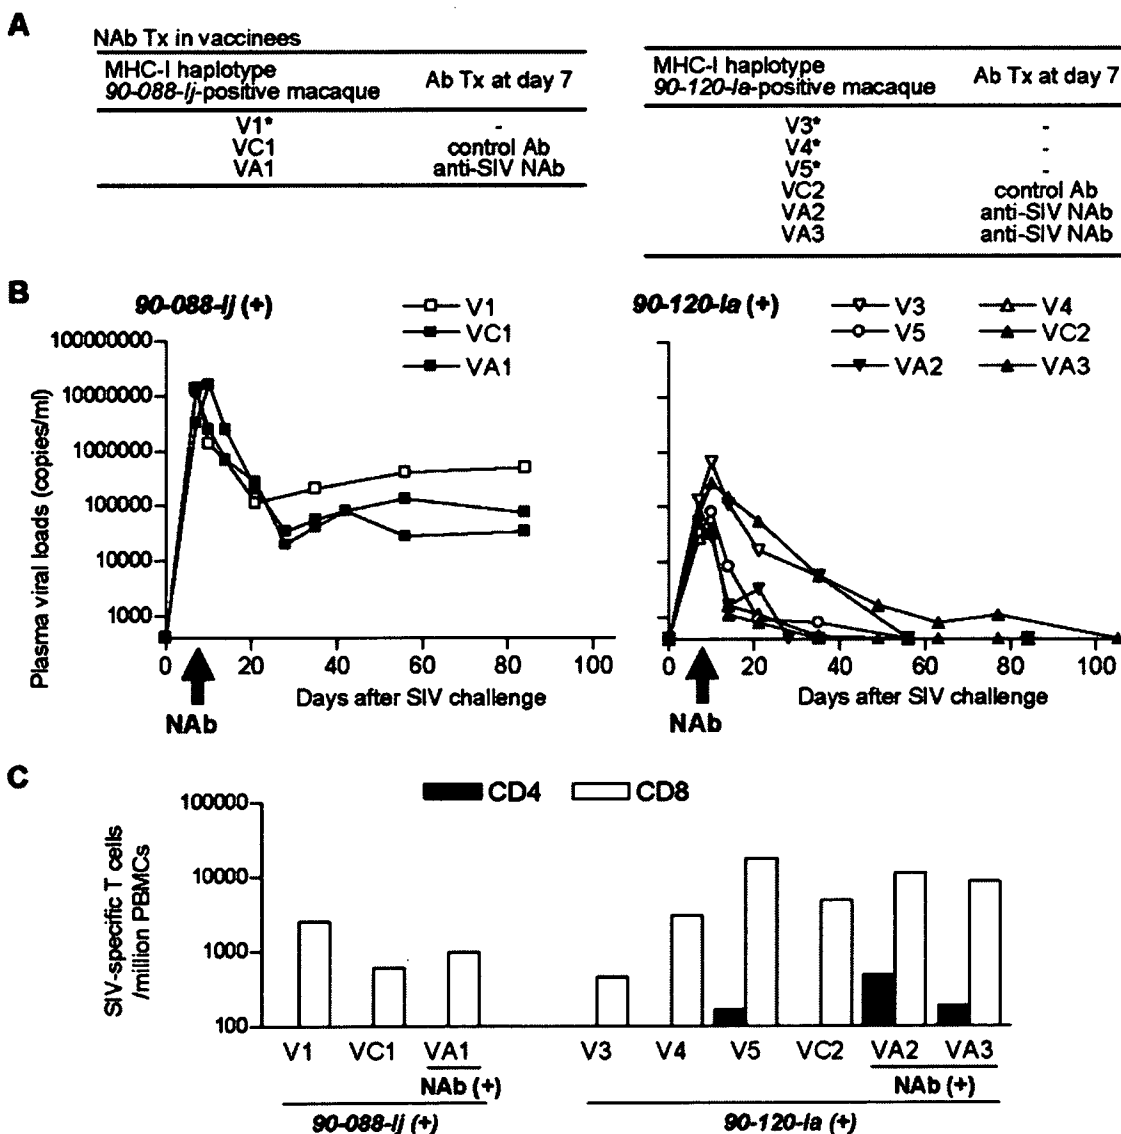 A
NAb Tx in vaccinees
MHC-I haplotype
90-088-Ij-positive macaque
Ab Tx at day 7
V1* -
VC1 control Ab
VA1 anti-SIV NAb
MHC-I haplotype
90-120-Ia-positive macaque
Ab Tx at day 7
V3* -
V4* -
V5* -
VC2 control Ab
VA2 anti-SIV NAb
VA3 anti-SIV NAb
B
90-088-Ij (+)
V1
VC1
VA1
Plasma viral loads (copies/ml)
100000000
10000000
1000000
100000
10000
1000
0 20 40 60 80 100
Days after SIV challenge
NAb
90-120-Ia (+)
V3 V4
V5 VC2
VA2 VA3
0 20 40 60 80 100
Days after SIV challenge
NAb
C
CD4 CD8
SIV-specific T cells
/million PBMCs
100000
10000
1000
100
V1 VC1 VA1 V3 V4 V5 VC2 VA2 VA3
NAb (+) NAb (+)
90-088-Ij (+) 90-120-Ia (+)